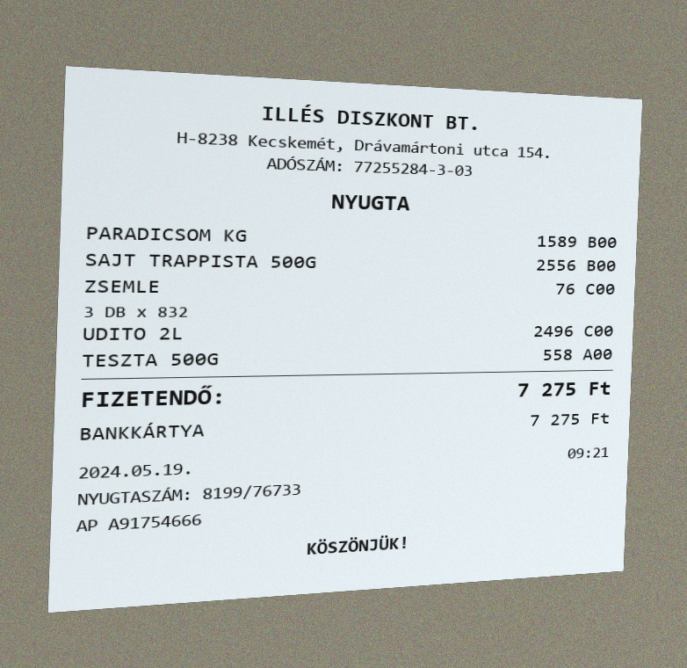 ILLÉS DISZKONT BT.
H-8238 Kecskemét, Drávamártoni utca 154.
ADÓSZÁM: 77255284-3-03
NYUGTA
PARADICSOM KG 1589 B00
SAJT TRAPPISTA 500G 2556 B00
ZSEMLE 76 C00
3 DB x 832
UDITO 2L 2496 C00
TESZTA 500G 558 A00
FIZETENDŐ: 7 275 Ft
BANKKÁRTYA 7 275 Ft
2024.05.19. 09:21
NYUGTASZÁM: 8199/76733
AP A91754666
KÖSZÖNJÜK!